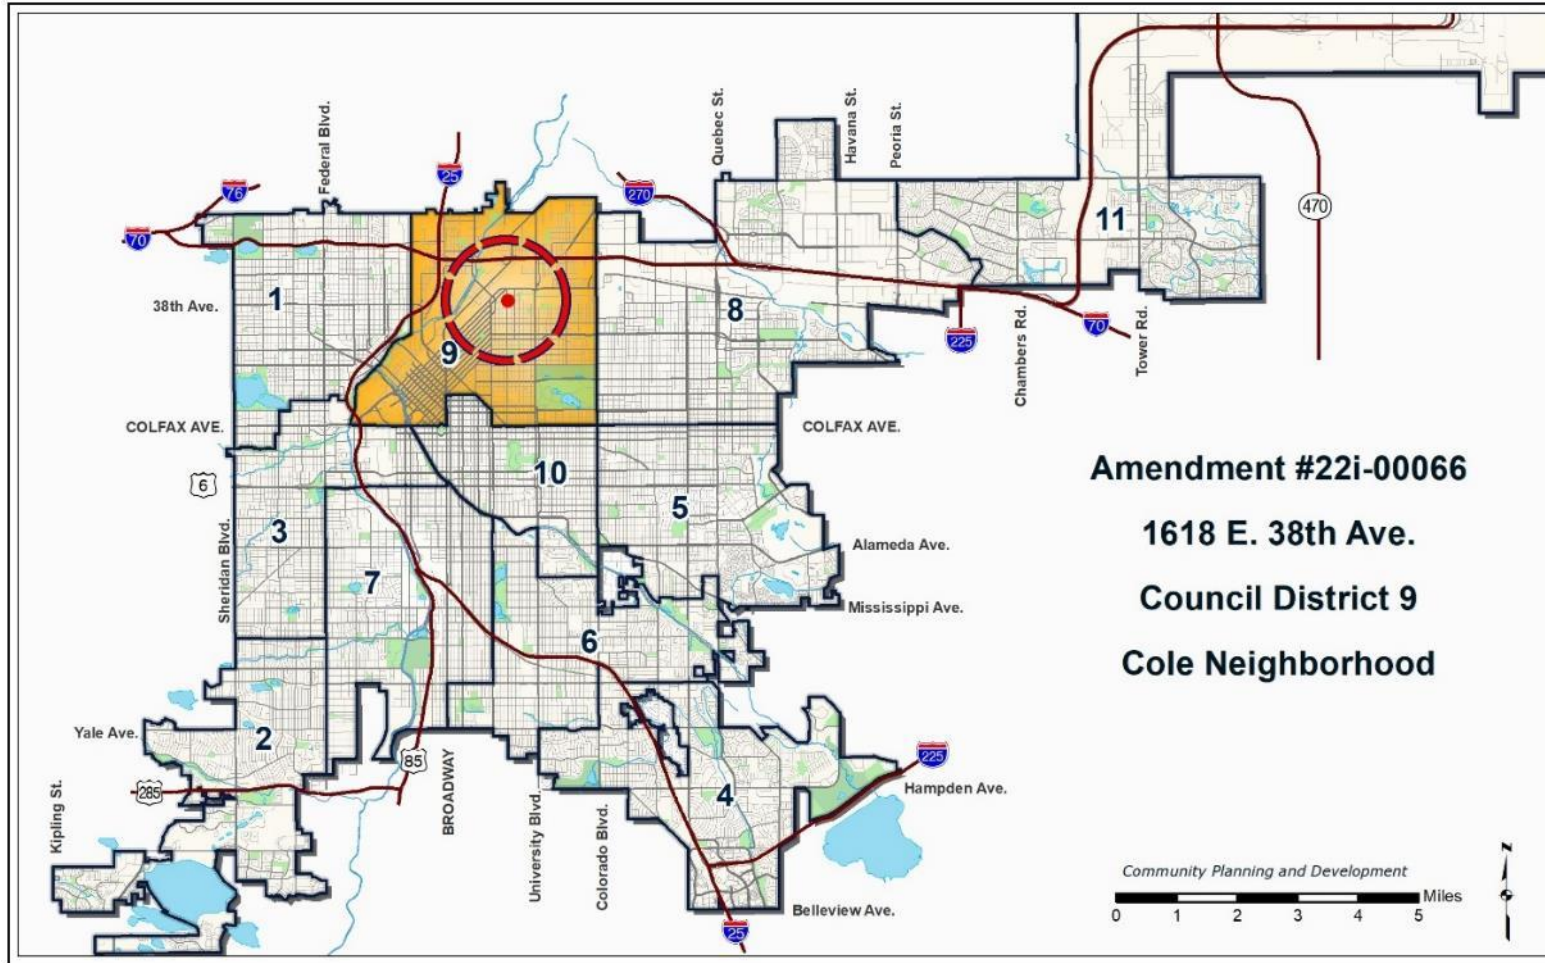 Federal Blvd.
Quebec St.
Havana St.
Peoria St.
76
25
270
70
470
11
1
38th Ave.
8
9
225
70
Chambers Rd.
Tower Rd.
COLFAX AVE.
COLFAX AVE.
10
6
5
3
Sheridan Blvd.
7
Alameda Ave.
Mississippi Ave.
6
Amendment #22i-00066
1618 E. 38th Ave.
Council District 9
Cole Neighborhood
Yale Ave.
2
85
BROADWAY
285
Kipling St.
University Blvd.
Colorado Blvd.
4
225
Hampden Ave.
Belleview Ave.
25
Community Planning and Development
0 1 2 3 4 5 Miles
N